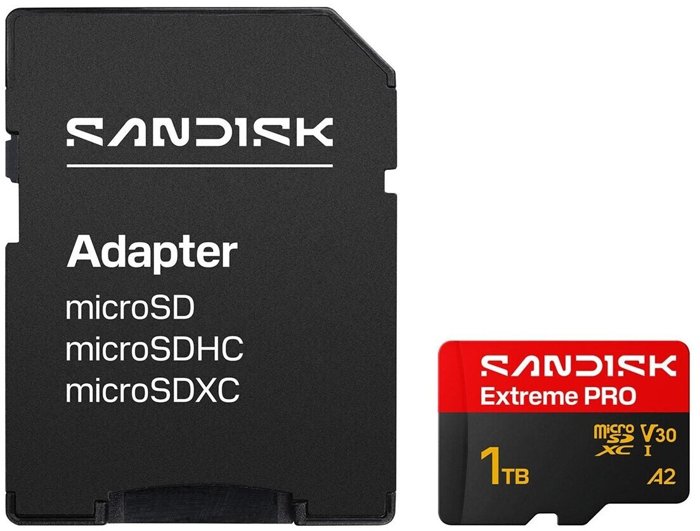 SANDISK
Adapter
microSD
microSDHC
microSDXC
SANDISK
Extreme PRO
micro SD XC I V30
1TB
A2